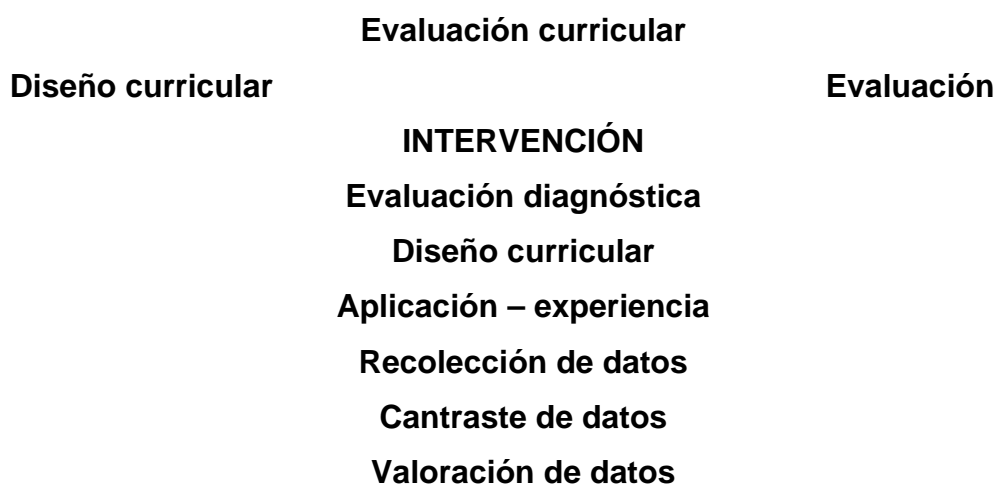 Evaluación curricular
Diseño curricular Evaluación
INTERVENCIÓN
Evaluación diagnóstica
Diseño curricular
Aplicación – experiencia
Recolección de datos
Cantraste de datos
Valoración de datos